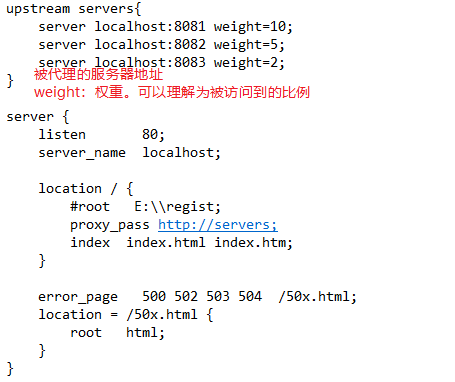 upstream servers{
    server localhost:8081 weight=10;
    server localhost:8082 weight=5;
    server localhost:8083 weight=2;
}
被代理的服务器地址
weight：权重。可以理解为被访问到的比例
server {
    listen       80;
    server_name  localhost;

    location / {
        #root   E:\\regist;
        proxy_pass http://servers;
        index  index.html index.htm;
    }

    error_page   500 502 503 504  /50x.html;
    location = /50x.html {
        root   html;
    }
}